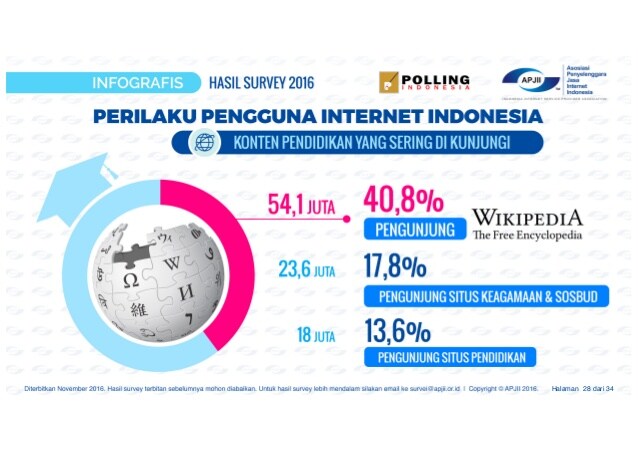 INFOGRAFIS HASIL SURVEY 2016
POLLING
INDONESIA
APJII
Asosiasi
Penyelenggara
Jasa
Internet
Indonesia
PERILAKU PENGGUNA INTERNET INDONESIA
KONTEN PENDIDIKAN YANG SERING DI KUNJUNGI
54,1 JUTA 40,8%
PENGUNJUNG
WIKIPEDIA
The Free Encyclopedia
23,6 JUTA 17,8%
PENGUNJUNG SITUS KEAGAMAAN & SOSBUD
18 JUTA 13,6%
PENGUNJUNG SITUS PENDIDIKAN
Ω W
維 И
Diterbitkan November 2016. Hasil survey terbitan sebelumnya mohon diabaikan. Untuk hasil survey lebih mendalam silakan email ke survei@apjii.or.id I Copyright © APJII 2016. Halaman 28 dari 34